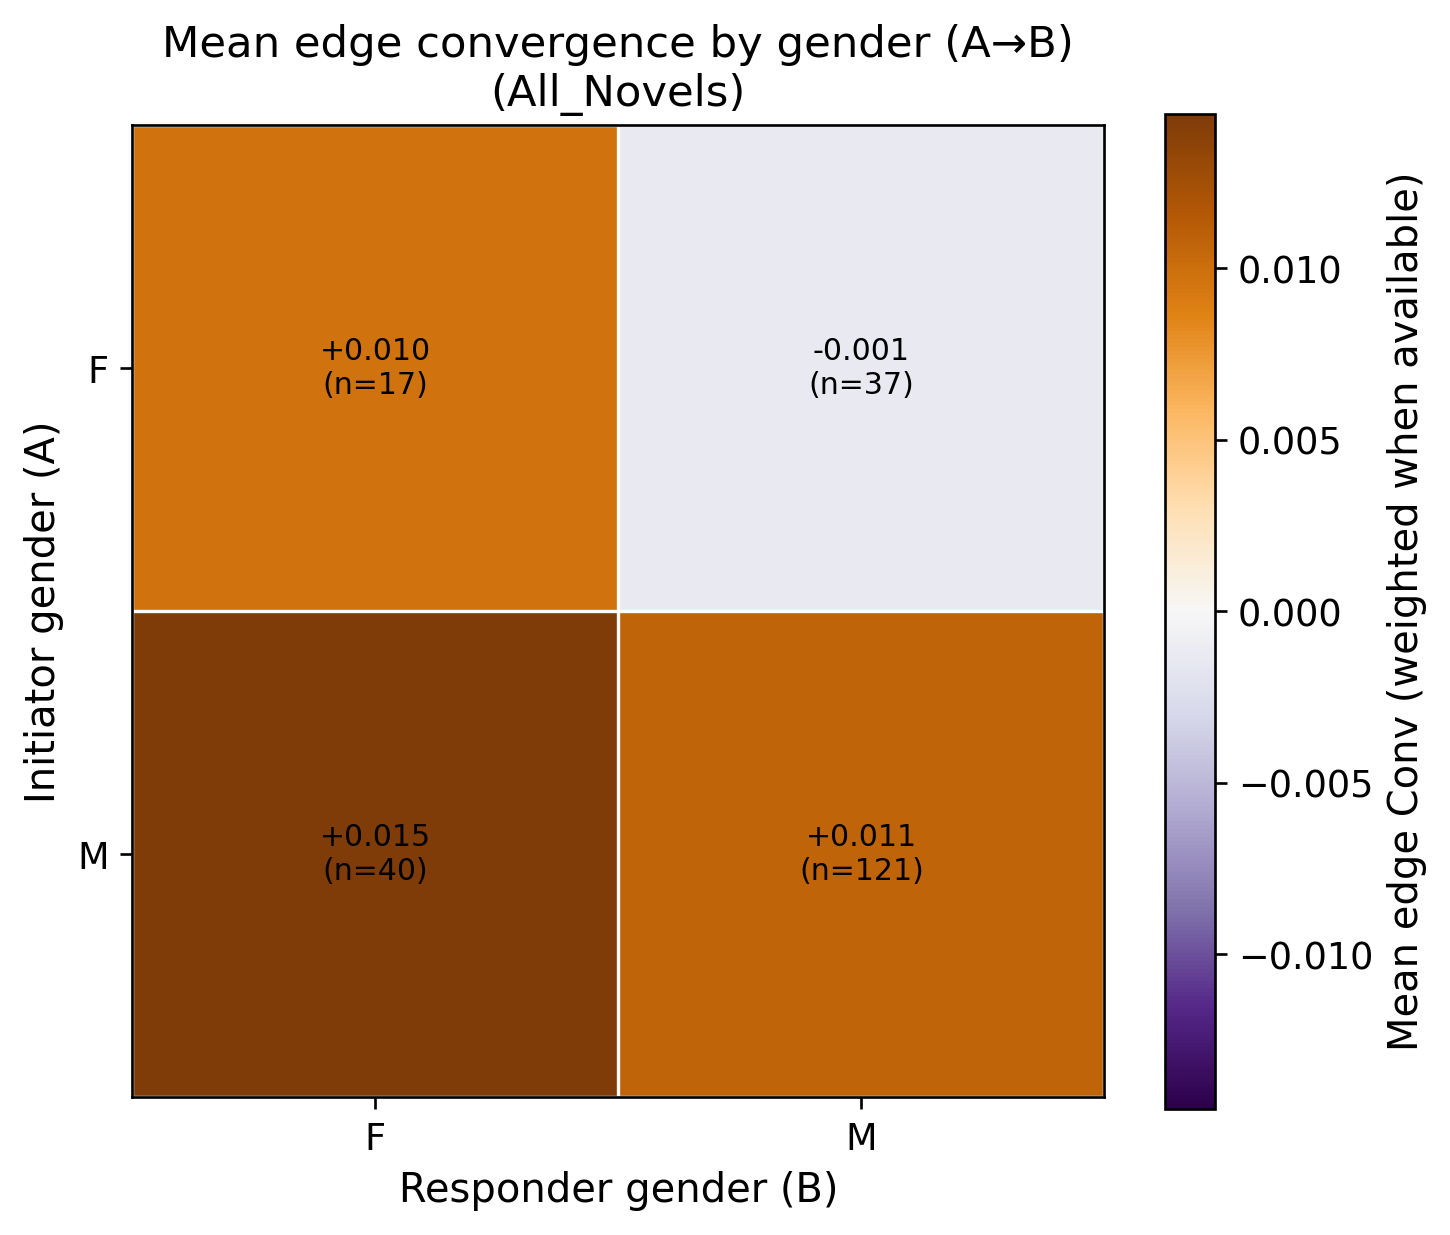 Mean edge convergence by gender (A→B)
(All_Novels)
Initiator gender (A)
F
M
+0.010
(n=17)
-0.001
(n=37)
+0.015
(n=40)
+0.011
(n=121)
F
M
Responder gender (B)
0.010
0.005
0.000
−0.005
−0.010
Mean edge Conv (weighted when available)